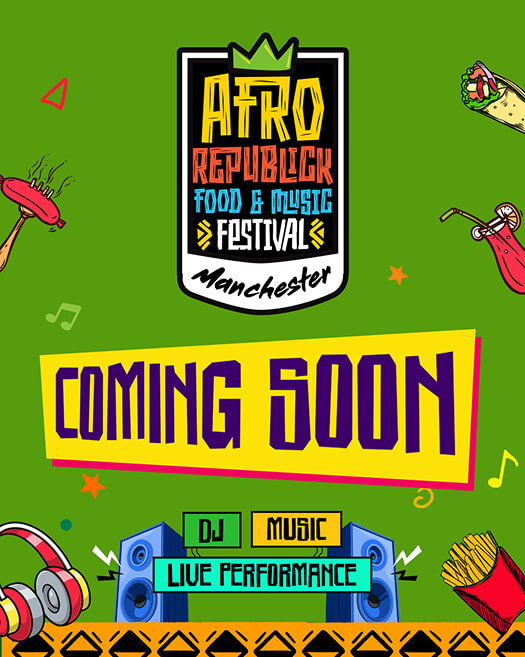 AFRO
REPUBLICK
FOOD & MUSIC
FESTIVAL
Manchester
COMING SOON
DJ
MUSIC
LIVE PERFORMANCE